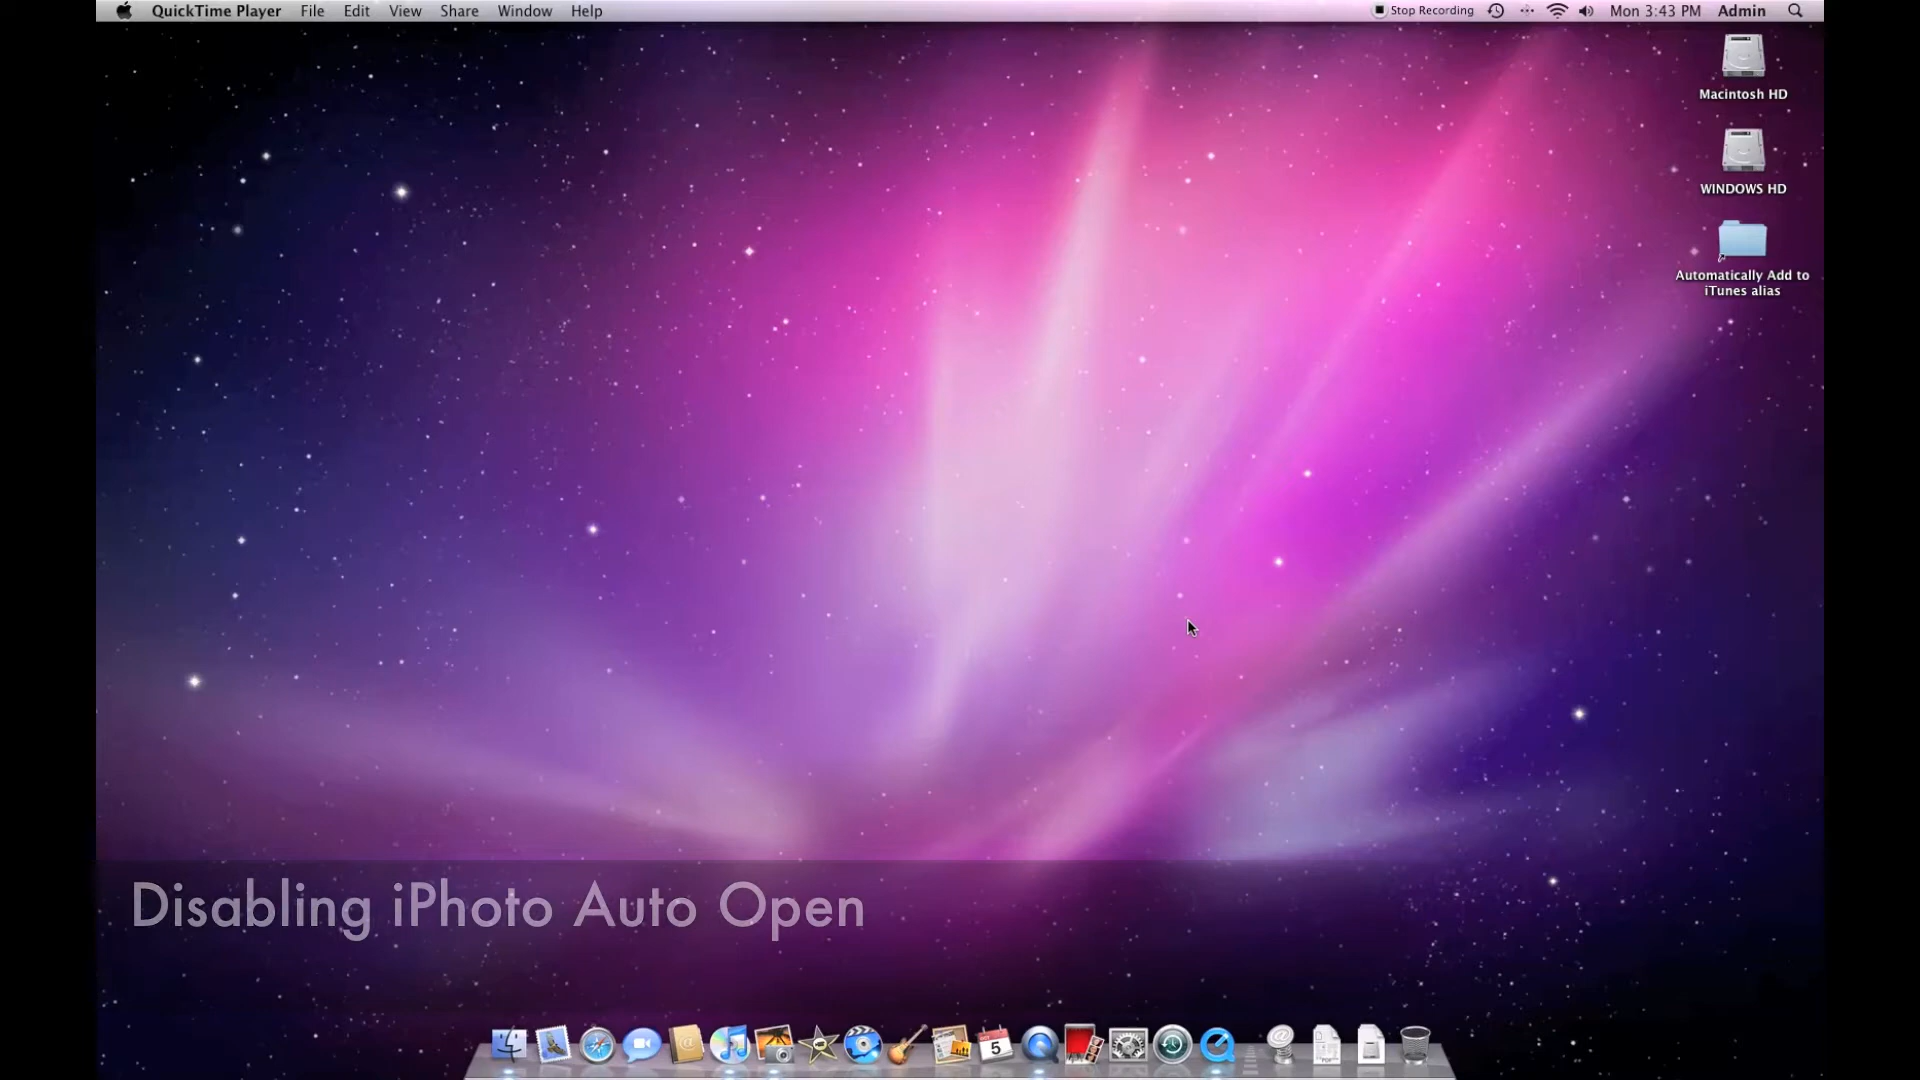 QuickTime Player File Edit View Share Window Help Stop Recording Mon 3:43 PM Admin
Macintosh HD
WINDOWS HD
Automatically Add to
iTunes alias
Disabling iPhoto Auto Open
5